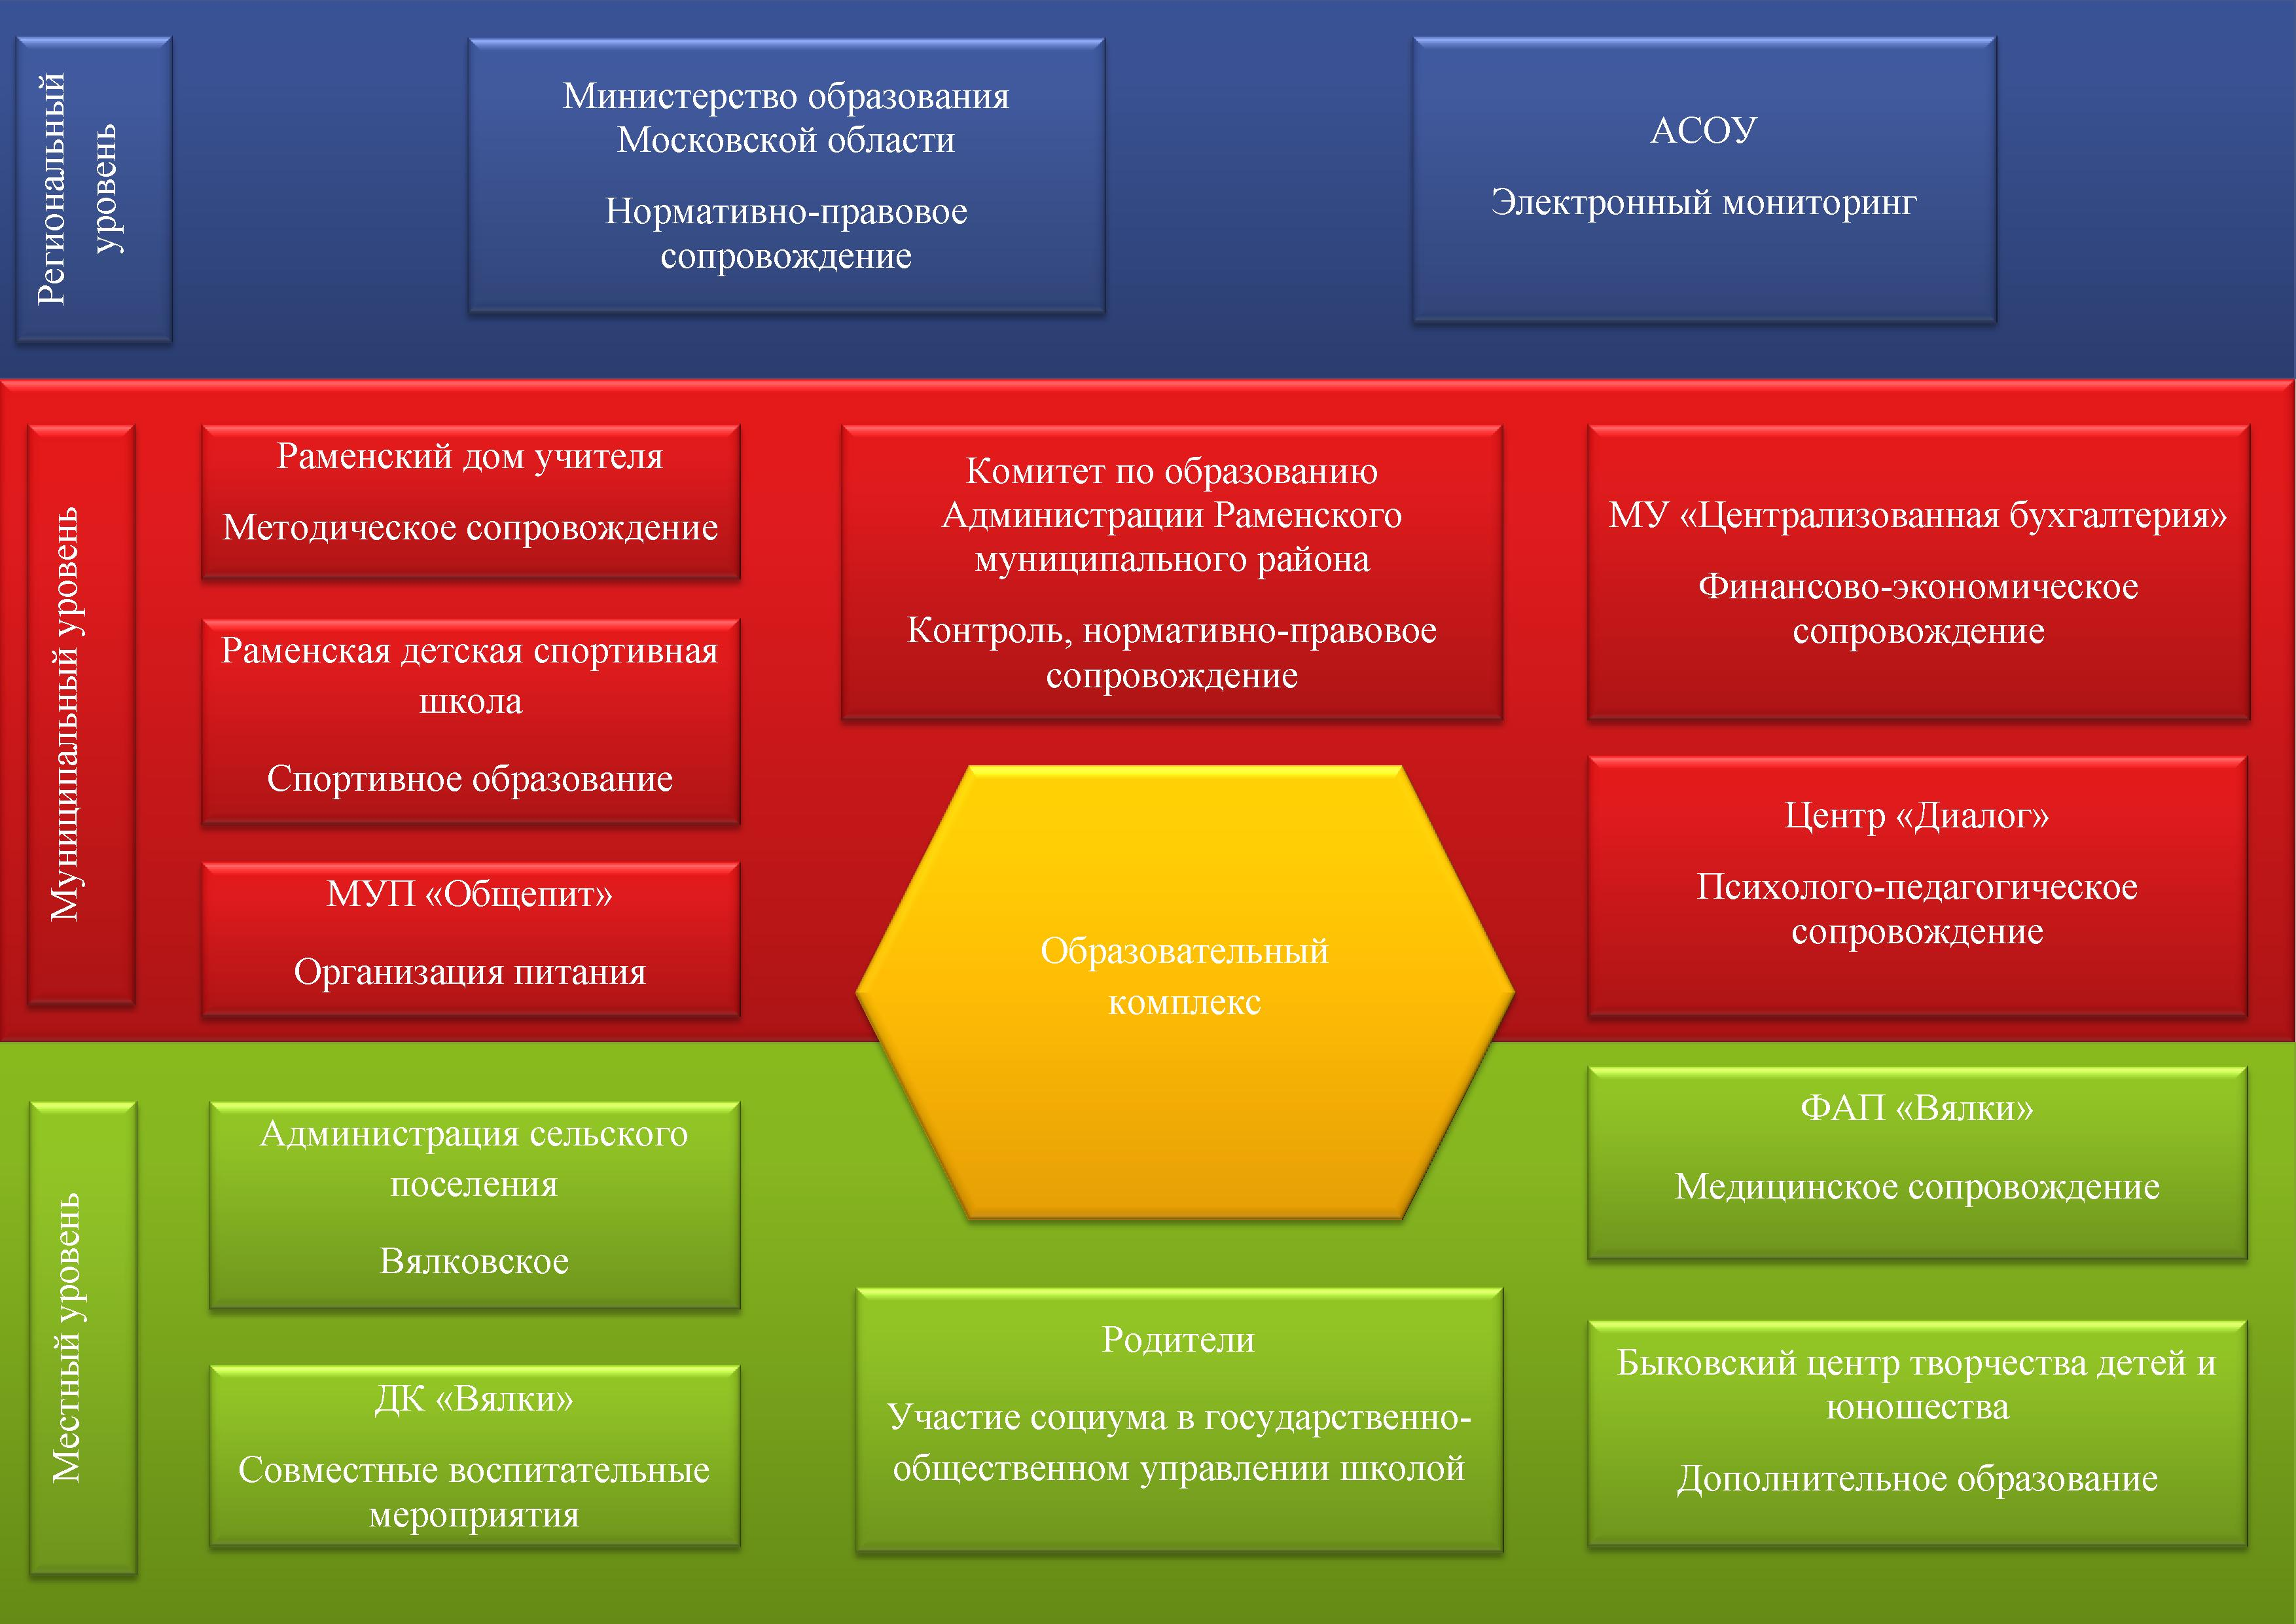 Региональный
уровень
Министерство образования
Московской области
Нормативно-правовое
сопровождение
АСОУ
Электронный мониторинг
Муниципальный уровень
Раменский дом учителя
Методическое сопровождение
Раменская детская спортивная
школа
Спортивное образование
МУП «Общепит»
Организация питания
Комитет по образованию
Администрации Раменского
муниципального района
Контроль, нормативно-правовое
сопровождение
МУ «Централизованная бухгалтерия»
Финансово-экономическое
сопровождение
Центр «Диалог»
Психолого-педагогическое
сопровождение
Образовательный
комплекс
Местный уровень
Администрация сельского
поселения
Вялковское
ДК «Вялки»
Совместные воспитательные
мероприятия
Родители
Участие социума в государственно-
общественном управлении школой
ФАП «Вялки»
Медицинское сопровождение
Быковский центр творчества детей и
юношества
Дополнительное образование